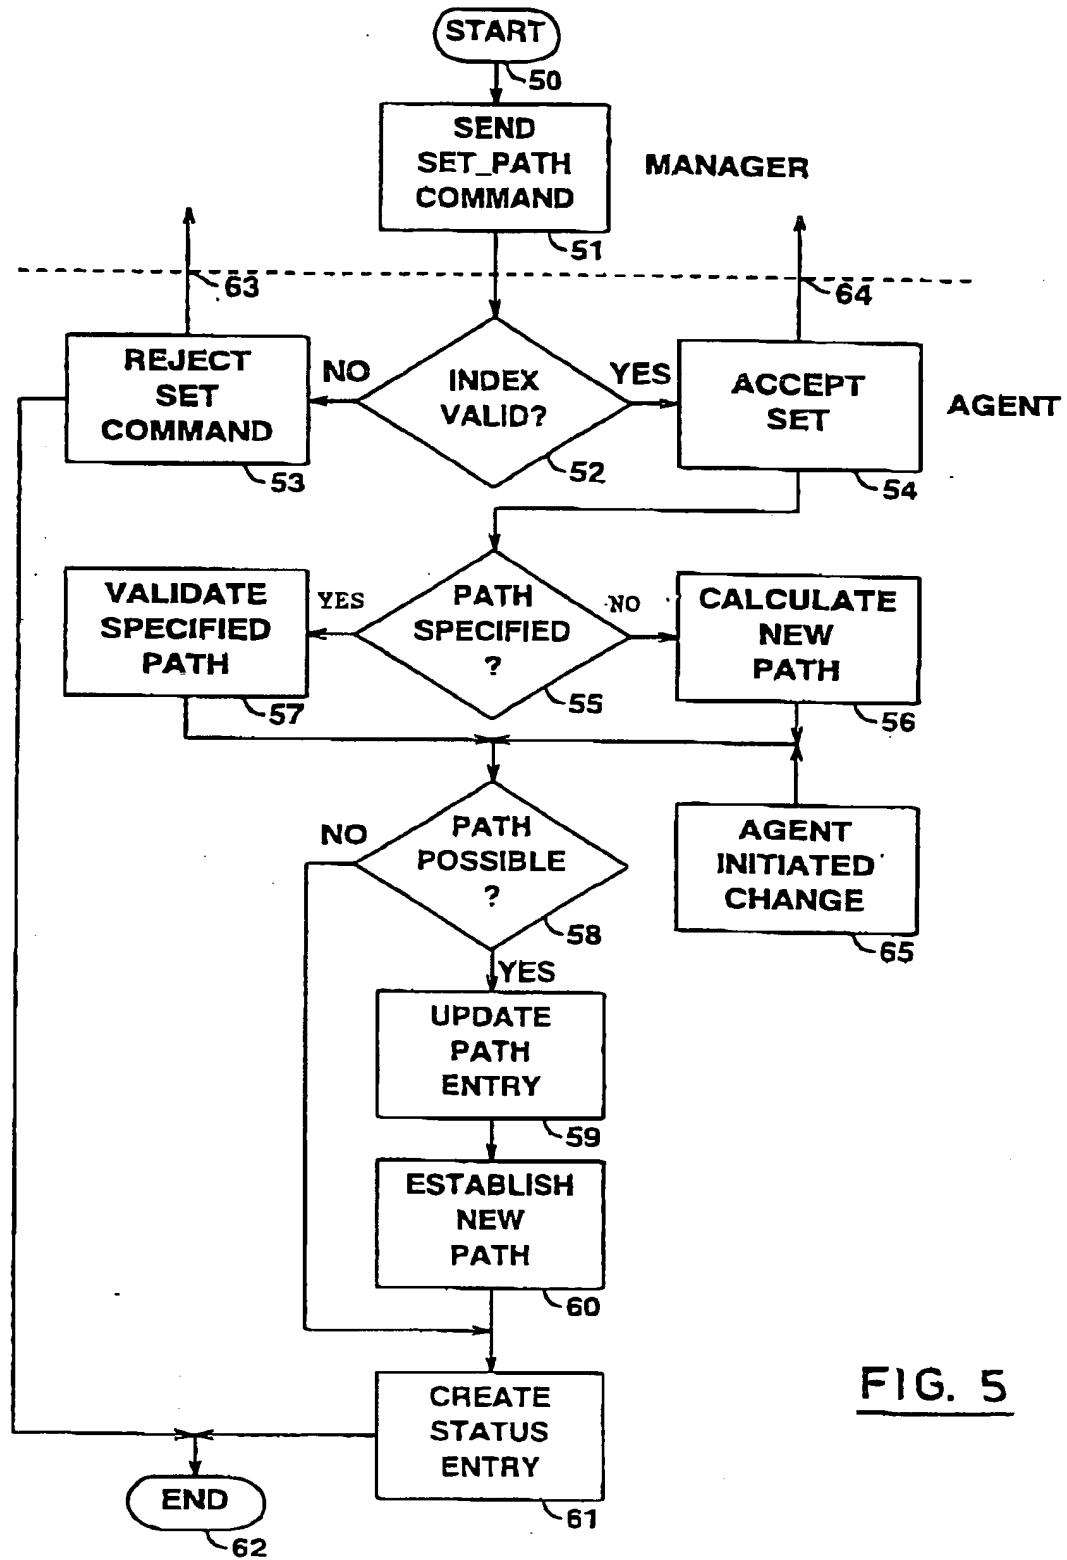 START
50
SEND
SET_PATH
COMMAND
MANAGER
51
63
64
REJECT
SET
COMMAND
53
NO
INDEX
VALID?
52
YES
ACCEPT
SET
54
AGENT
VALIDATE
SPECIFIED
PATH
57
YES
PATH
SPECIFIED
?
55
NO
CALCULATE
NEW
PATH
56
NO
PATH
POSSIBLE
?
58
YES
AGENT
INITIATED
CHANGE
65
UPDATE
PATH
ENTRY
59
ESTABLISH
NEW
PATH
60
CREATE
STATUS
ENTRY
61
END
62
FIG. 5